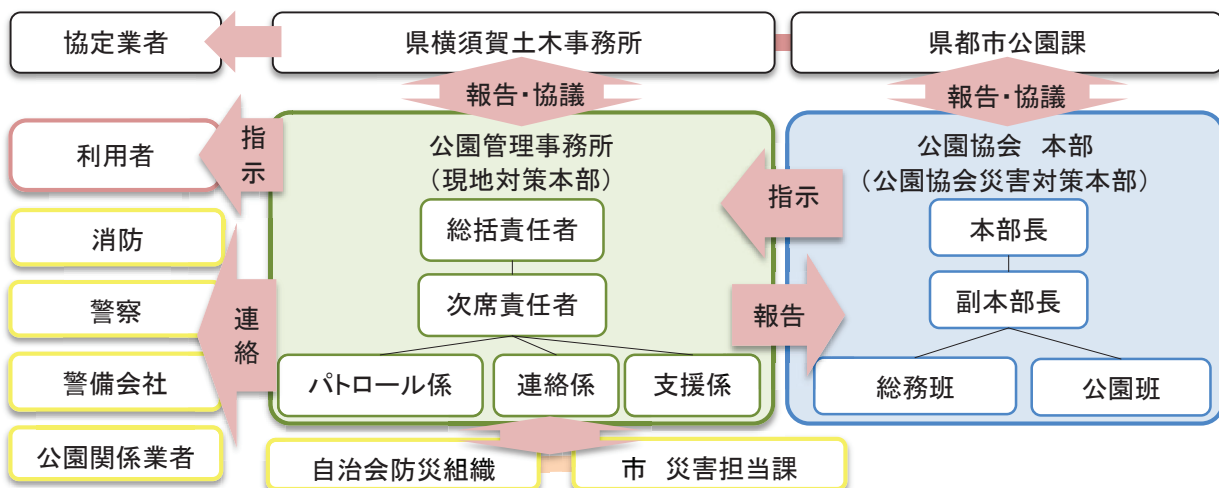 協定業者
県横須賀土木事務所
県都市公園課
報告・協議
報告・協議
利用者
指示
公園管理事務所
（現地対策本部）
公園協会 本部
（公園協会災害対策本部）
指示
総括責任者
本部長
消防
次席責任者
報告
副本部長
警察
連絡
パトロール係
連絡係
支援係
総務班
公園班
警備会社
公園関係業者
自治会防災組織
市 災害担当課